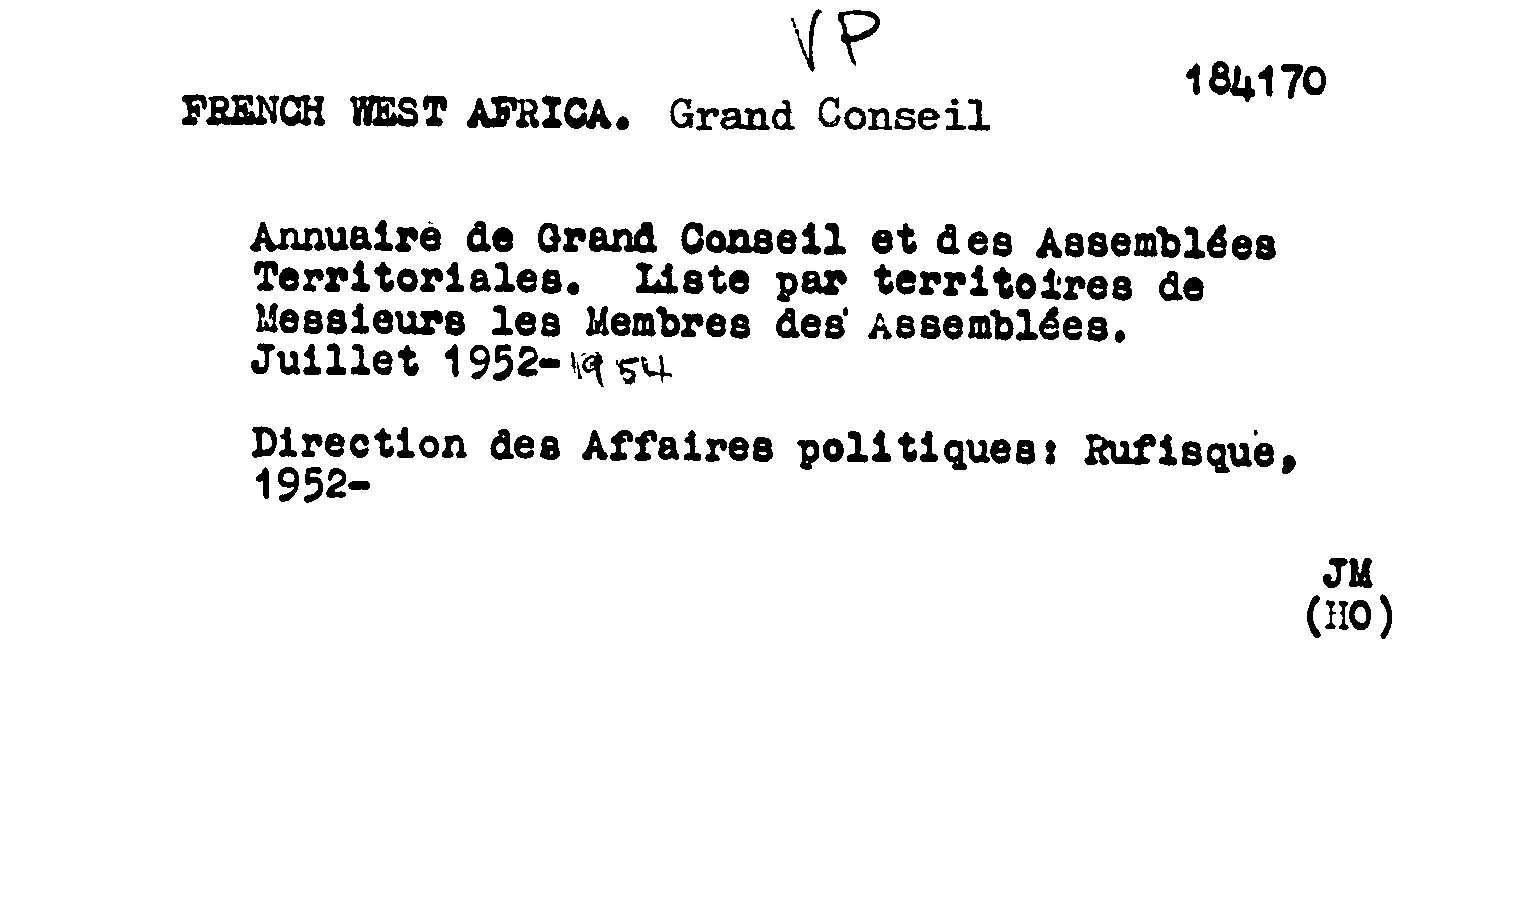 VP
184170
FRENCH WEST AFRICA. Grand Conseil
Annuaire de Grand Conseil et des Assemblées
Territoriales. Liste par territoires de
Messieurs les Membres des Assemblées.
Juillet 1952-1954
Direction des Affaires politiques: Rufisque,
1952-
JM
(HO)